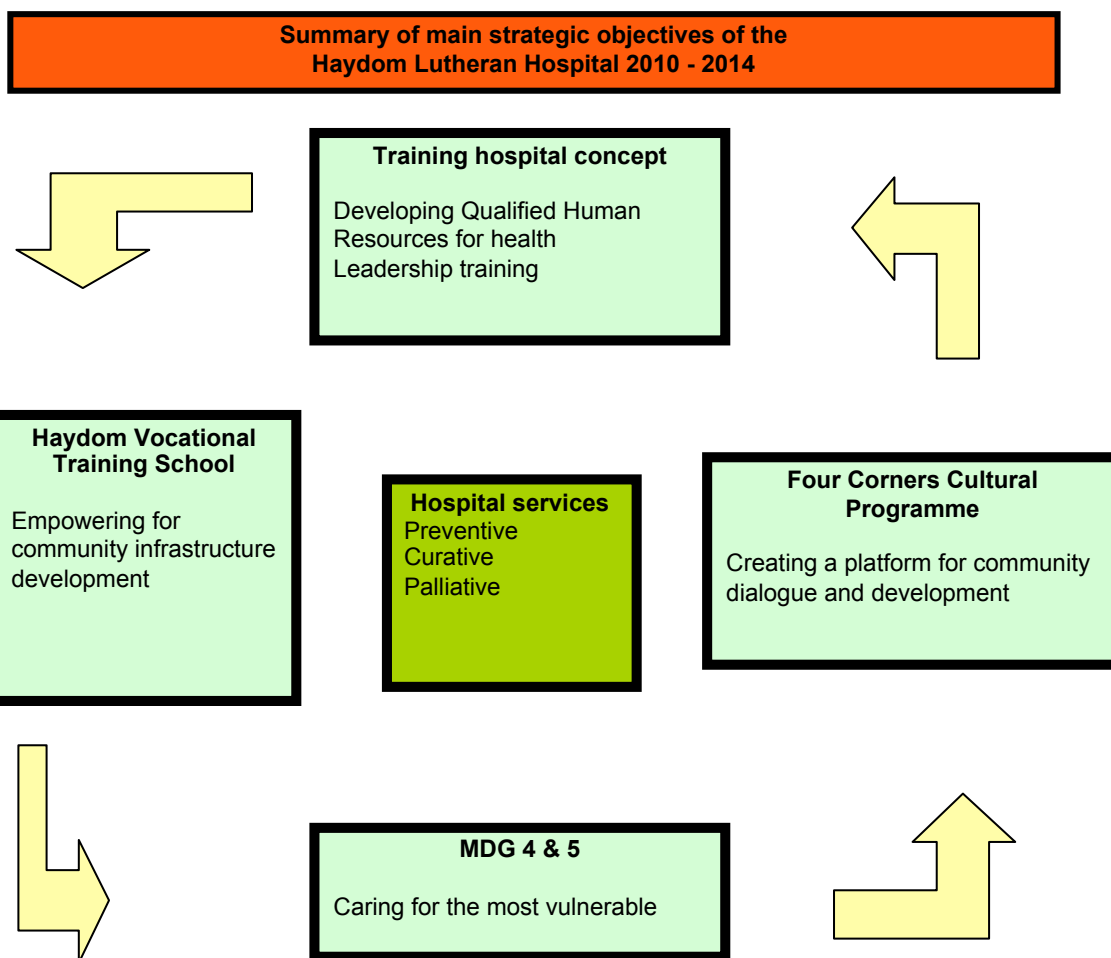 Summary of main strategic objectives of the
Haydom Lutheran Hospital 2010 - 2014
Training hospital concept
Developing Qualified Human
Resources for health
Leadership training
Haydom Vocational
Training School
Empowering for
community infrastructure
development
Hospital services
Preventive
Curative
Palliative
Four Corners Cultural
Programme
Creating a platform for community
dialogue and development
MDG 4 & 5
Caring for the most vulnerable